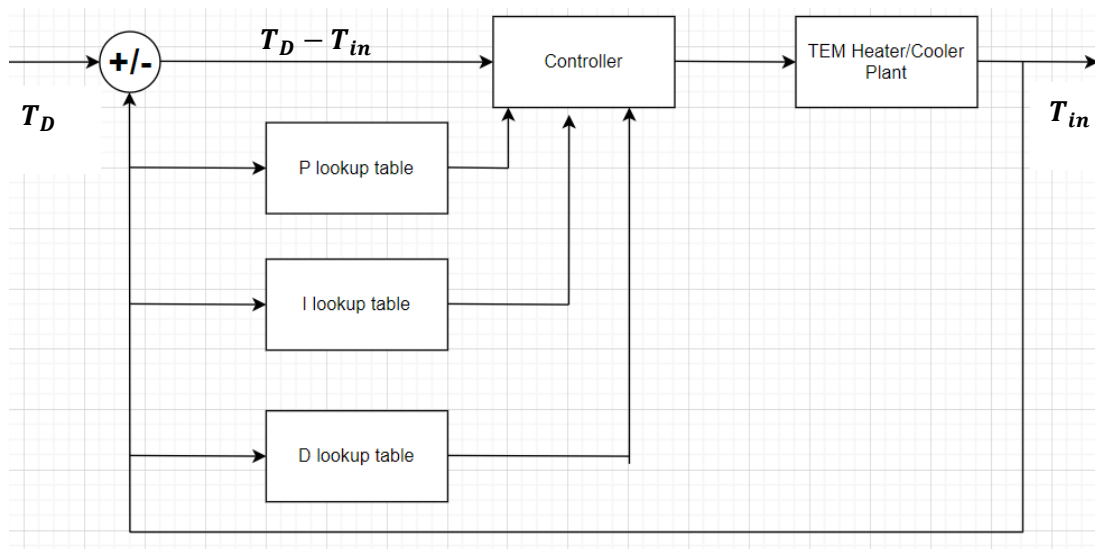 +/-
T_D − T_in
Controller
TEM Heater/Cooler
Plant
T_D
T_in
P lookup table
I lookup table
D lookup table